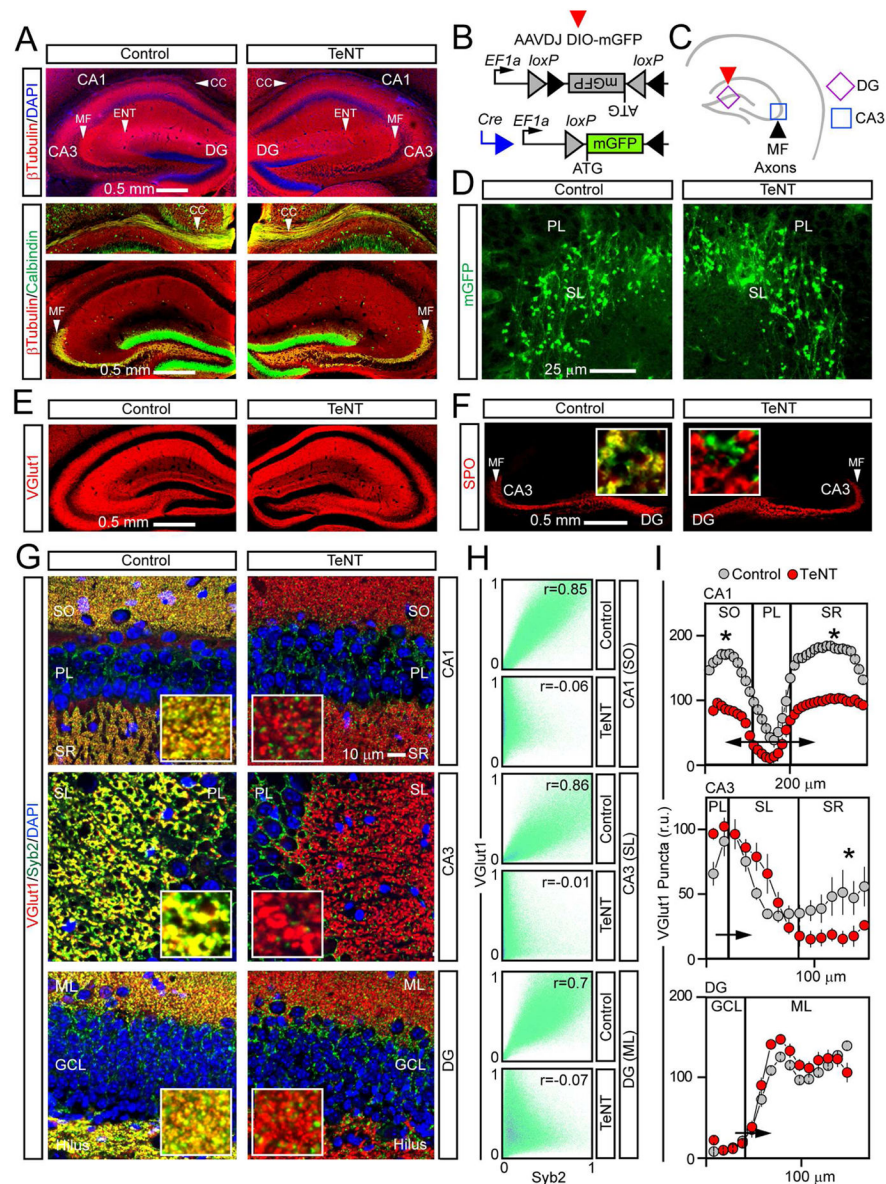 A
Control
TeNT
βTubulin/DAPI
CA1
CC
CC
CA1
MF
ENT
ENT
MF
CA3
DG
DG
CA3
0.5 mm
βTubulin/Calbindin
CC
CC
MF
MF
0.5 mm
B
AAVDJ DIO-mGFP
EF1a
loxP
loxP
mGFP
ATG
Cre
EF1a
loxP
mGFP
ATG
C
DG
CA3
MF
Axons
D
Control
TeNT
mGFP
PL
SL
25 μm
PL
SL
E
Control
TeNT
VGlut1
0.5 mm
F
Control
TeNT
SPO
MF
CA3
0.5 mm
DG
MF
CA3
DG
G
Control
TeNT
VGlut1/Syb2/DAPI
SO
PL
SR
SO
PL
10 μm
SR
CA1
SL
PL
PL
SL
CA3
ML
GCL
Hilus
ML
GCL
Hilus
DG
H
VGlut1
1
r=0.85
0
Control
1
r=-0.06
0
TeNT
CA1 (SO)
1
r=0.86
0
Control
1
r=-0.01
0
TeNT
CA3 (SL)
1
r=0.7
0
Control
1
r=-0.07
0
TeNT
DG (ML)
0
Syb2
1
I
Control
TeNT
VGlut1 Puncta (r.u.)
CA1
SO
PL
SR
200
*
*
100
0
200 μm
CA3
PL
SL
SR
100
*
50
0
100 μm
DG
GCL
ML
200
100
0
100 μm